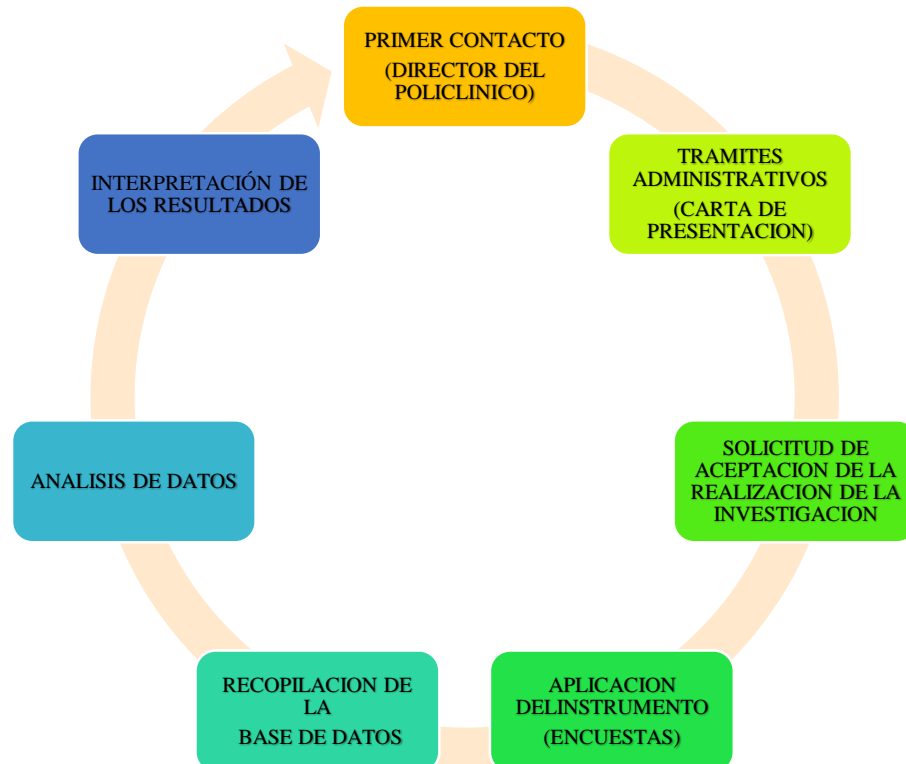 PRIMER CONTACTO
(DIRECTOR DEL
POLICLINICO)
TRAMITES
ADMINISTRATIVOS
(CARTA DE
PRESENTACION)
SOLICITUD DE
ACEPTACION DE LA
REALIZACION DE LA
INVESTIGACION
APLICACION
DELINSTRUMENTO
(ENCUESTAS)
RECOPILACION DE
LA
BASE DE DATOS
ANALISIS DE DATOS
INTERPRETACIÓN DE
LOS RESULTADOS